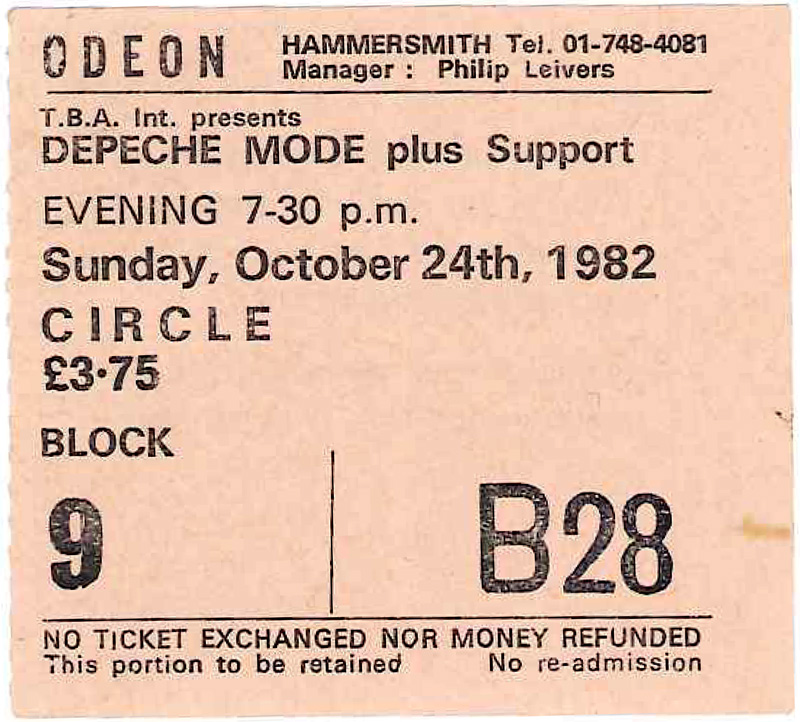 ODEON HAMMERSMITH Tel. 01-748-4081
Manager : Philip Leivers
T.B.A. Int. presents
DEPECHE MODE plus Support
EVENING 7-30 p.m.
Sunday, October 24th, 1982
CIRCLE
£3·75
BLOCK
9 B28
NO TICKET EXCHANGED NOR MONEY REFUNDED
This portion to be retained No re-admission